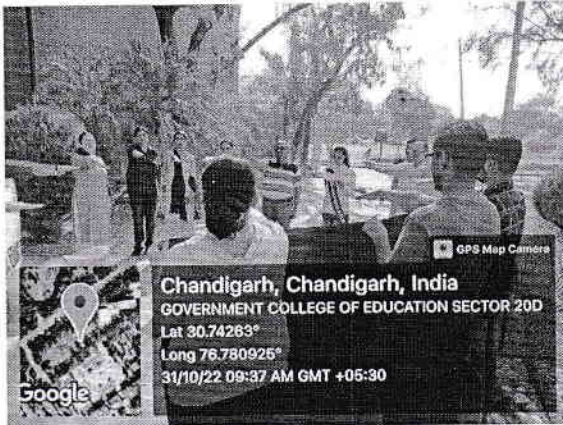 GPS Map Camera
Chandigarh, Chandigarh, India
GOVERNMENT COLLEGE OF EDUCATION SECTOR 20D
Lat 30.74263°
Long 76.780925°
31/10/22 09:37 AM GMT +05:30
Google